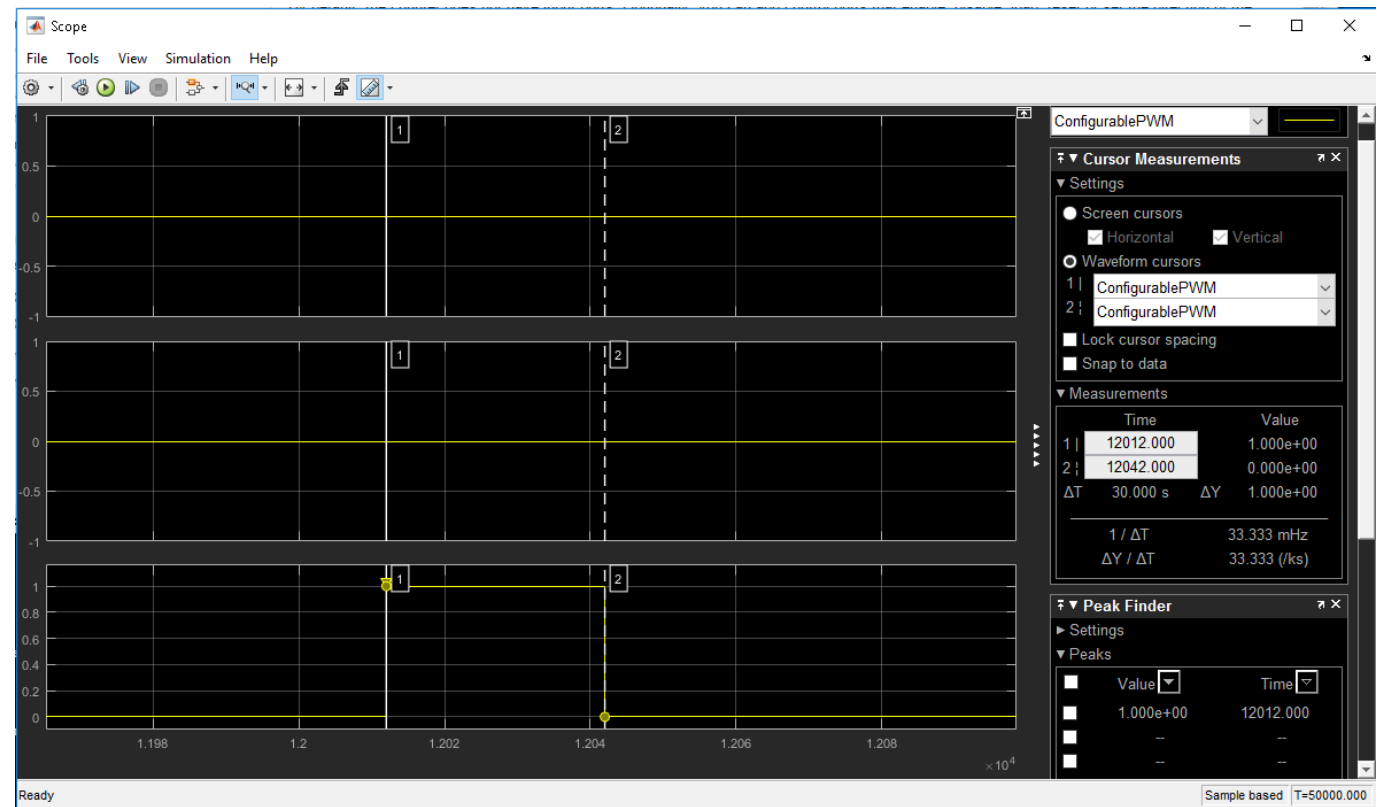 Scope
File Tools View Simulation Help
1
0.5
0
-0.5
-1
1 2
1
0.5
0
-0.5
-1
1 2
1
0.8
0.6
0.4
0.2
0
1 2
1.198 1.2 1.202 1.204 1.206 1.208
×10⁴
ConfigurablePWM
Cursor Measurements
Settings
Screen cursors
Horizontal Vertical
Waveform cursors
1 | ConfigurablePWM
2 ¦ ConfigurablePWM
Lock cursor spacing
Snap to data
Measurements
Time Value
1 | 12012.000 1.000e+00
2 ¦ 12042.000 0.000e+00
ΔT 30.000 s ΔY 1.000e+00
1 / ΔT 33.333 mHz
ΔY / ΔT 33.333 (/ks)
Peak Finder
Settings
Peaks
Value Time
1.000e+00 12012.000
-- --
-- --
Ready Sample based T=50000.000